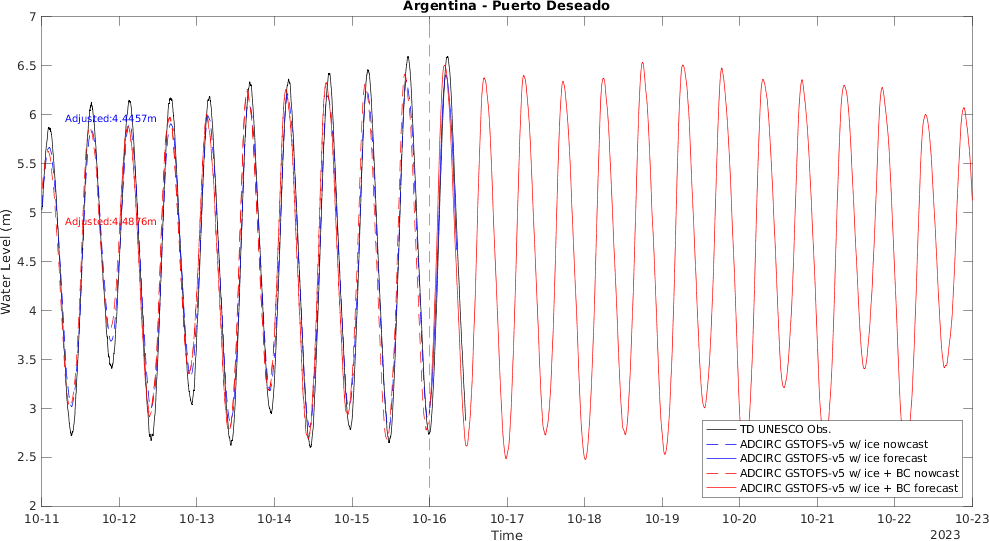 Argentina - Puerto Deseado
7
6.5
6
5.5
5
4.5
4
3.5
3
2.5
2
Water Level (m)
Adjusted:4.4457m
Adjusted:4.4876m
TD UNESCO Obs.
ADCIRC GSTOFS-v5 w/ ice nowcast
ADCIRC GSTOFS-v5 w/ ice forecast
ADCIRC GSTOFS-v5 w/ ice + BC nowcast
ADCIRC GSTOFS-v5 w/ ice + BC forecast
10-11 10-12 10-13 10-14 10-15 10-16 10-17 10-18 10-19 10-20 10-21 10-22 10-23
Time
2023